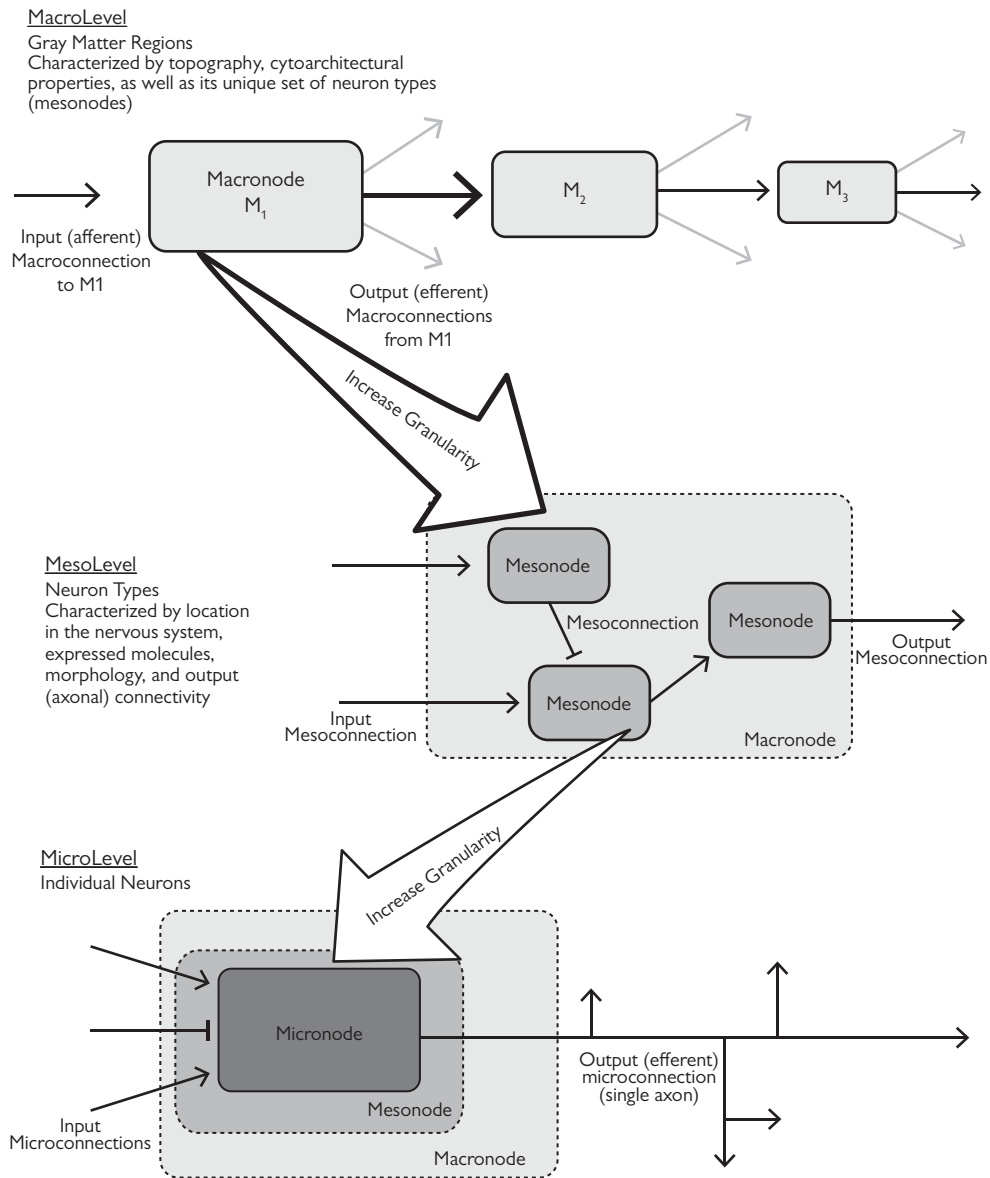 MacroLevel
Gray Matter Regions
Characterized by topography, cytoarchitectural
properties, as well as its unique set of neuron types
(mesonodes)
Macronode
M1
M2
M3
Input (afferent)
Macroconnection
to M1
Output (efferent)
Macroconnections
from M1
Increase Granularity
MesoLevel
Neuron Types
Characterized by location
in the nervous system,
expressed molecules,
morphology, and output
(axonal) connectivity
Mesonode
Mesoconnection
Mesonode
Output
Mesoconnection
Mesonode
Input
Mesoconnection
Macronode
Increase Granularity
MicroLevel
Individual Neurons
Micronode
Mesonode
Macronode
Input
Microconnections
Output (efferent)
microconnection
(single axon)